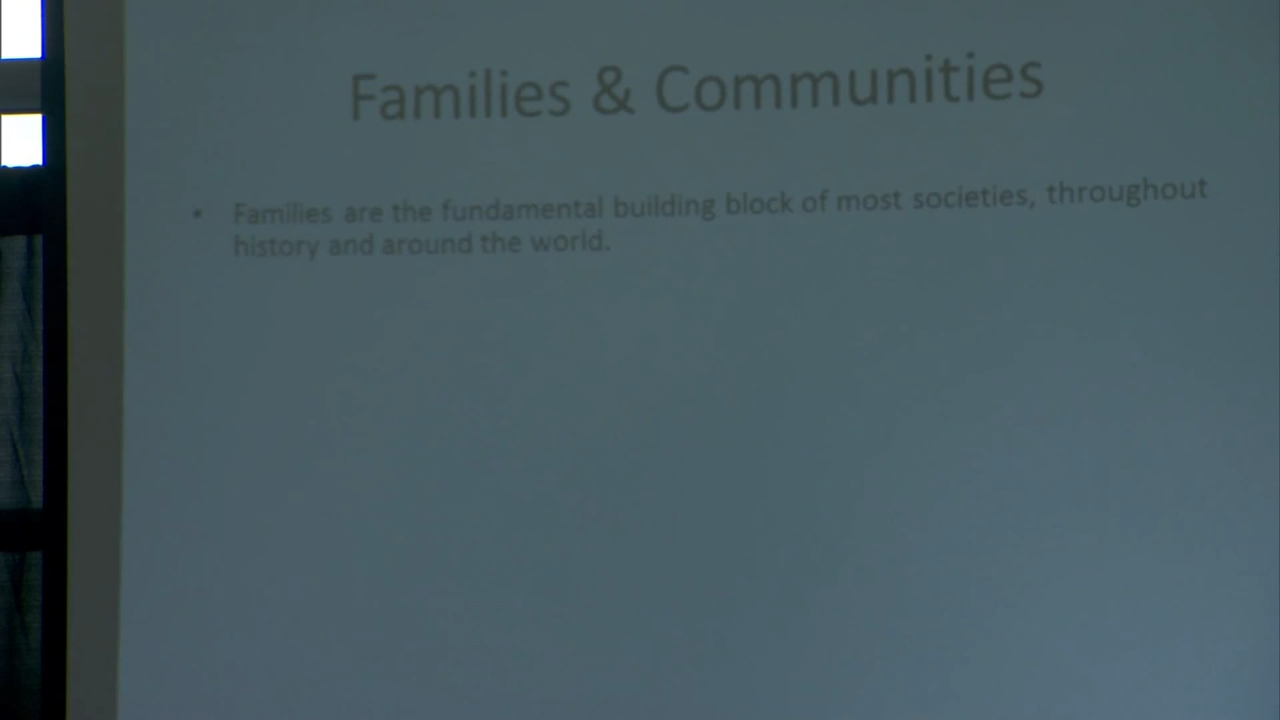 Families & Communities
• Families are the fundamental building block of most societies, throughout
history and around the world.